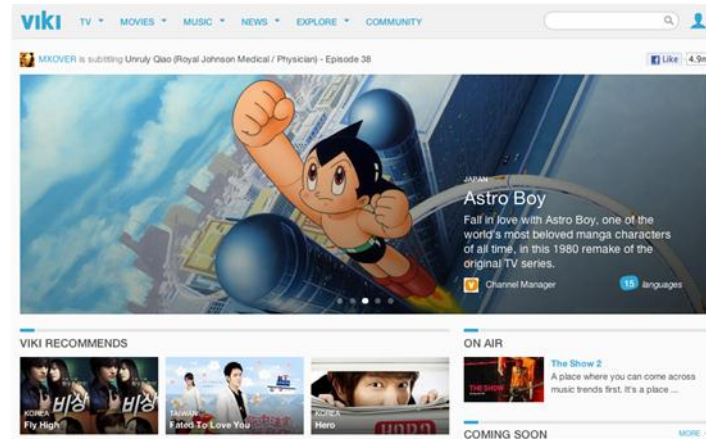 VIKI TV MOVIES MUSIC NEWS EXPLORE COMMUNITY
MXOVER is subtitling Unruly Qiao (Royal Johnson Medical / Physician) - Episode 38
Like 4.9m
JAPAN
Astro Boy
Fall in love with Astro Boy, one of the
world's most beloved manga characters
of all time, in this 1980 remake of the
original TV series.
V Channel Manager 15 languages
VIKI RECOMMENDS
비상 비상
KOREA
Fly High
TAIWAN
Fated To Love You
HERO
KOREA
Hero
ON AIR
THE SHOW
The Show 2
A place where you can come across
music trends first. It's a place ...
COMING SOON MORE